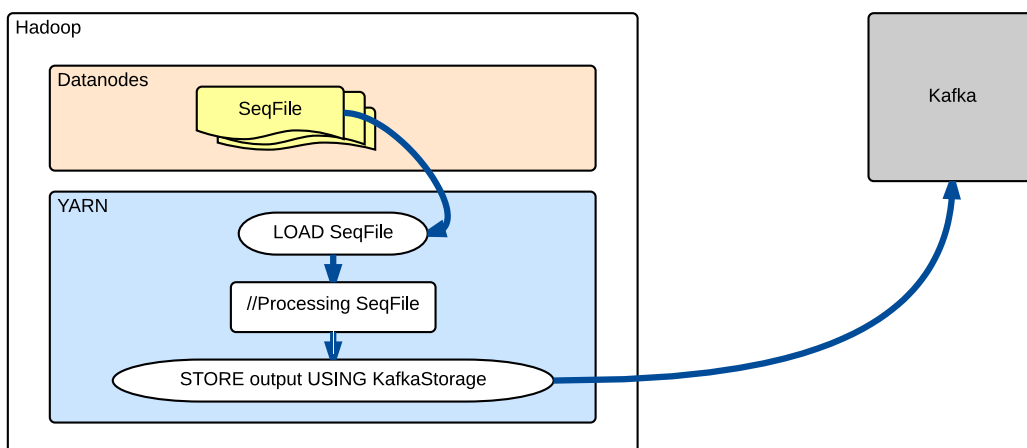 Hadoop
Datanodes
SeqFile
YARN
LOAD SeqFile
//Processing SeqFile
STORE output USING KafkaStorage
Kafka